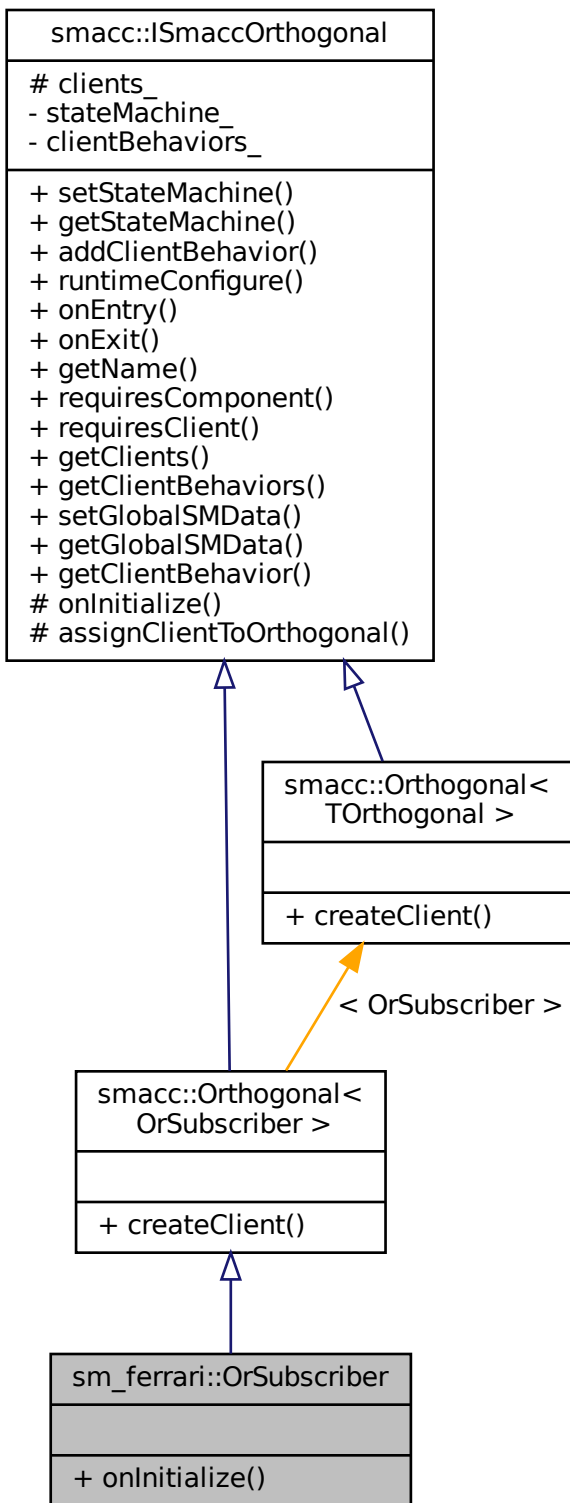 smacc::ISmaccOrthogonal
# clients_
- stateMachine_
- clientBehaviors_
+ setStateMachine()
+ getStateMachine()
+ addClientBehavior()
+ runtimeConfigure()
+ onEntry()
+ onExit()
+ getName()
+ requiresComponent()
+ requiresClient()
+ getClients()
+ getClientBehaviors()
+ setGlobalSMData()
+ getGlobalSMData()
+ getClientBehavior()
# onInitialize()
# assignClientToOrthogonal()
smacc::Orthogonal<
TOrthogonal >
+ createClient()
< OrSubscriber >
smacc::Orthogonal<
OrSubscriber >
+ createClient()
sm_ferrari::OrSubscriber
+ onInitialize()